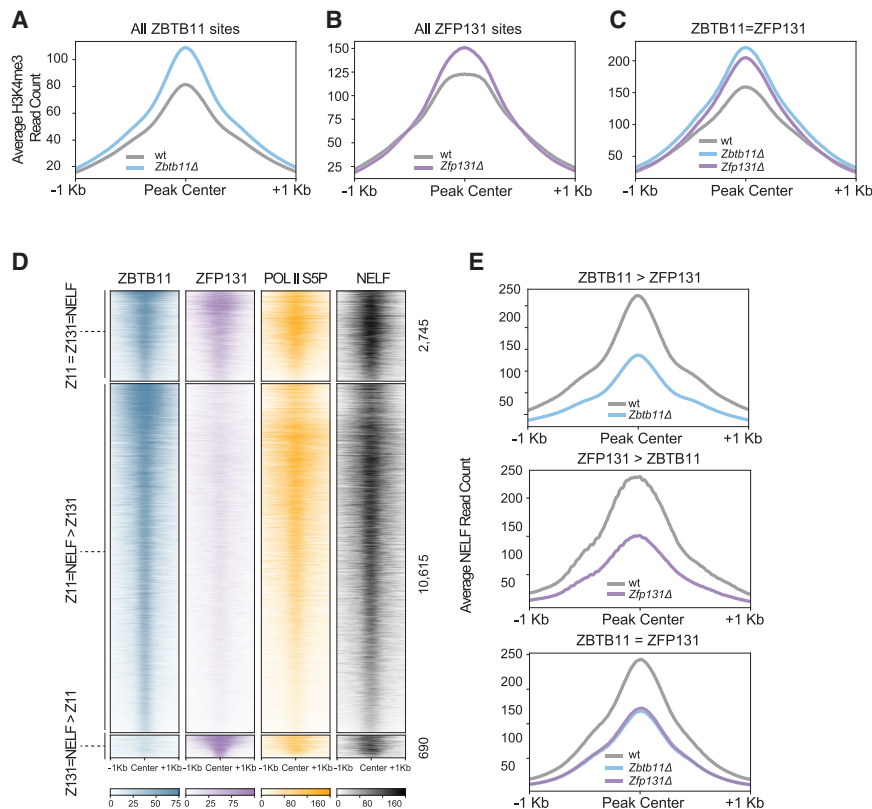 A
All ZBTB11 sites
Average H3K4me3
Read Count
100
80
60
40
20
wt
Zbtb11Δ
-1 Kb
Peak Center
+1 Kb
B
All ZFP131 sites
150
125
100
75
50
25
wt
Zfp131Δ
-1 Kb
Peak Center
+1 Kb
C
ZBTB11=ZFP131
200
150
100
50
wt
Zbtb11Δ
Zfp131Δ
-1 Kb
Peak Center
+1 Kb
D
ZBTB11 ZFP131 POL II S5P NELF
Z11 = Z131=NELF
2,745
Z11=NELF > Z131
10,615
Z131=NELF > Z11
690
-1Kb Center +1Kb -1Kb Center +1Kb -1Kb Center +1Kb -1Kb Center +1Kb
0 25 50 75 0 25 75 0 80 160 0 80 160
E
Average NELF Read Count
ZBTB11 > ZFP131
250
200
150
100
50
wt
Zbtb11Δ
-1 Kb
Peak Center
+1 Kb
ZFP131 > ZBTB11
250
200
150
100
50
wt
Zfp131Δ
-1 Kb
Peak Center
+1 Kb
ZBTB11 = ZFP131
250
200
150
100
50
wt
Zbtb11Δ
Zfp131Δ
-1 Kb
Peak Center
+1 Kb